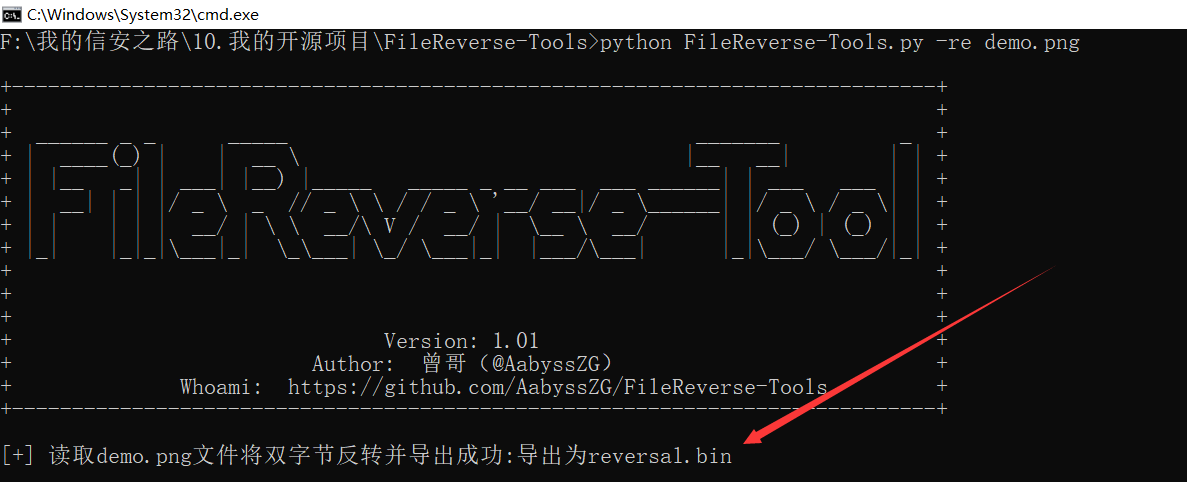 C:\Windows\System32\cmd.exe
F:\我的信安之路\10.我的开源项目\FileReverse-Tools>python FileReverse-Tools.py -re demo.png
FileReverse-Tool
Version: 1.01
Author: 曾哥（@AabyssZG）
Whoami: https://github.com/AabyssZG/FileReverse-Tools
[+] 读取demo.png文件将双字节反转并导出成功:导出为reversal.bin